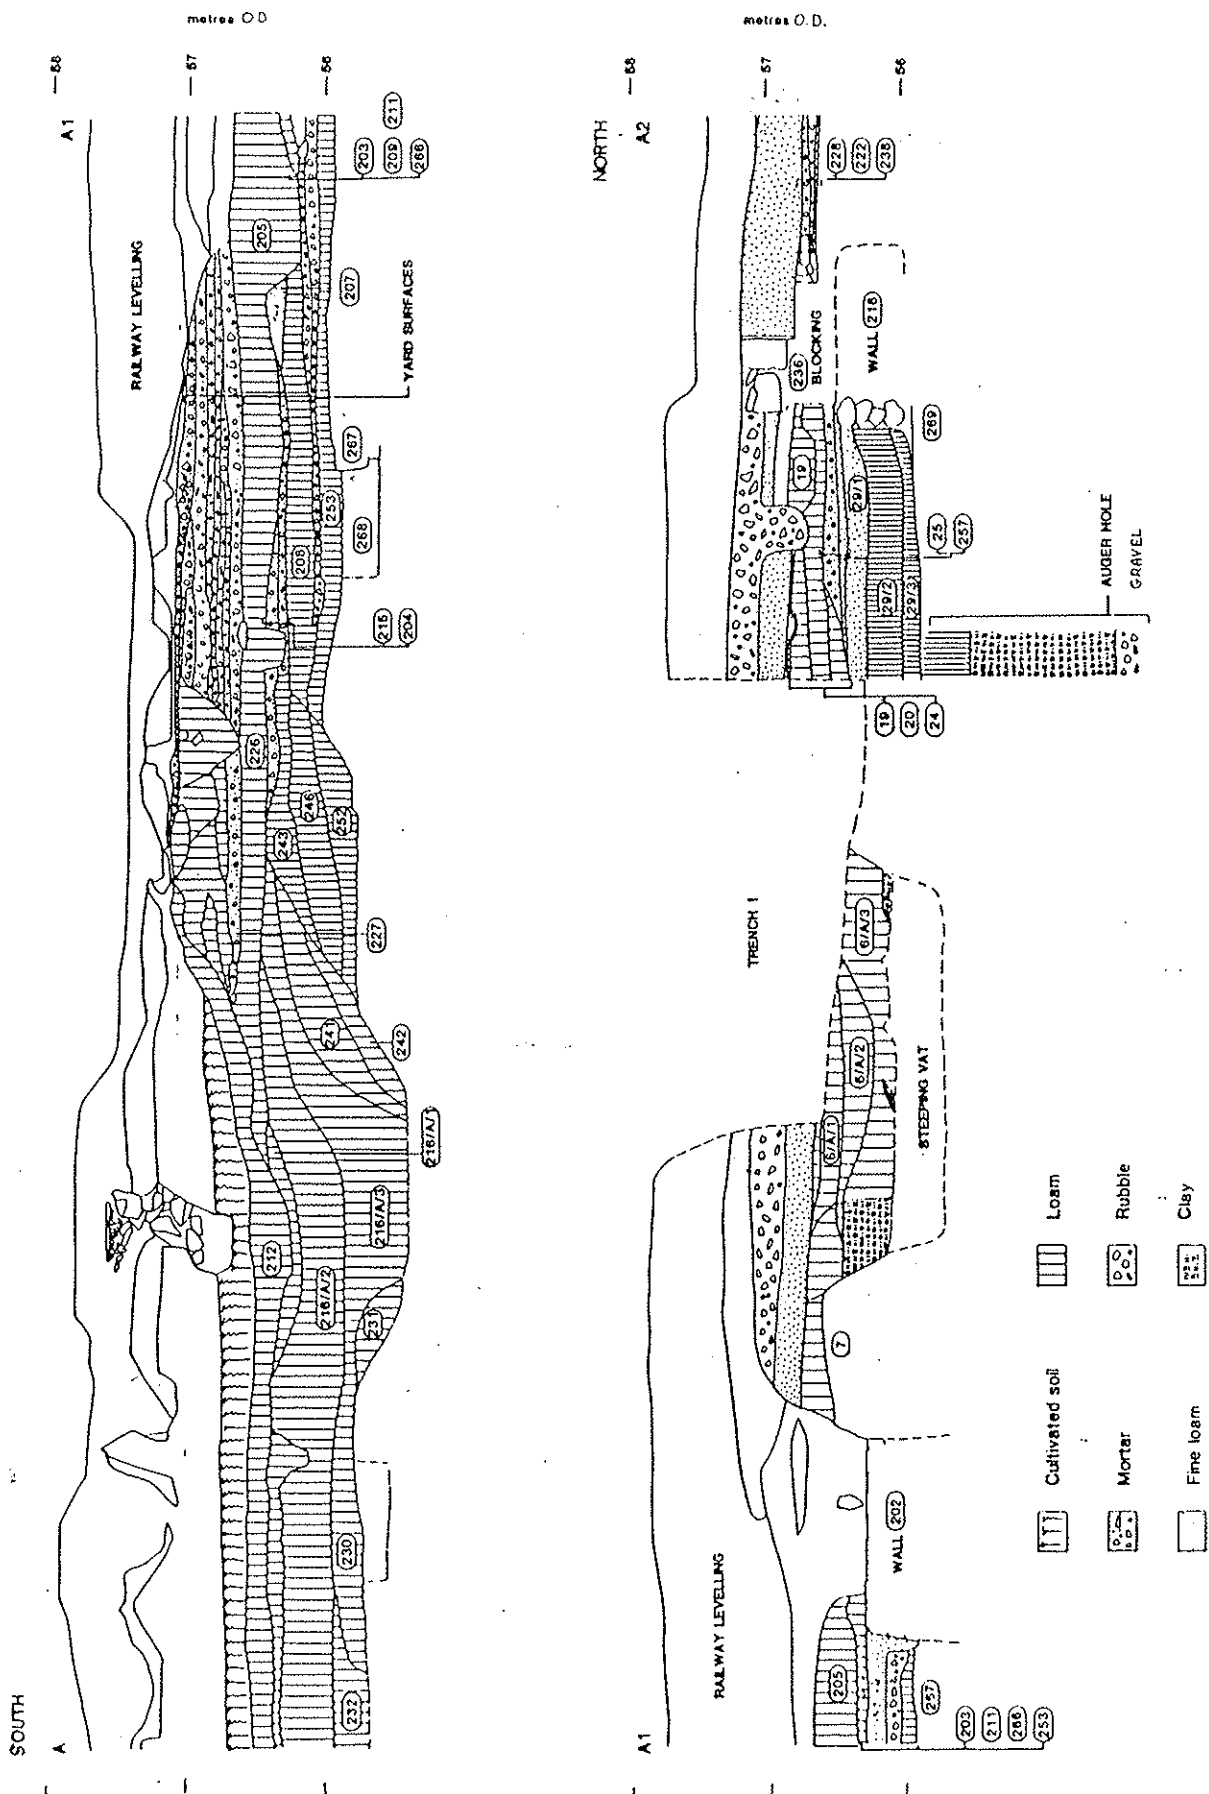 SOUTH
A
A1
metres O.D
58
57
56
RAILWAY LEVELLING
YARD SURFACES
232
230
231
212
216/A/2
216/A/3
216/A/1
242
241
227
243
246
252
226
215
204
208
253
268
267
207
205
203
209
266
211
NORTH
A1
A2
metres O.D.
58
57
56
RAILWAY LEVELLING
TRENCH 1
205
257
203
211
266
253
WALL 202
7
6/A/1
6/A/2
6/A/3
STEEPING VAT
19
20
24
19
29/1
29/2
29/3
25
257
269
236
BLOCKING
WALL 218
228
222
238
AUGER HOLE
GRAVEL
Cultivated soil
Loam
Mortar
Rubble
Fine loam
Clay